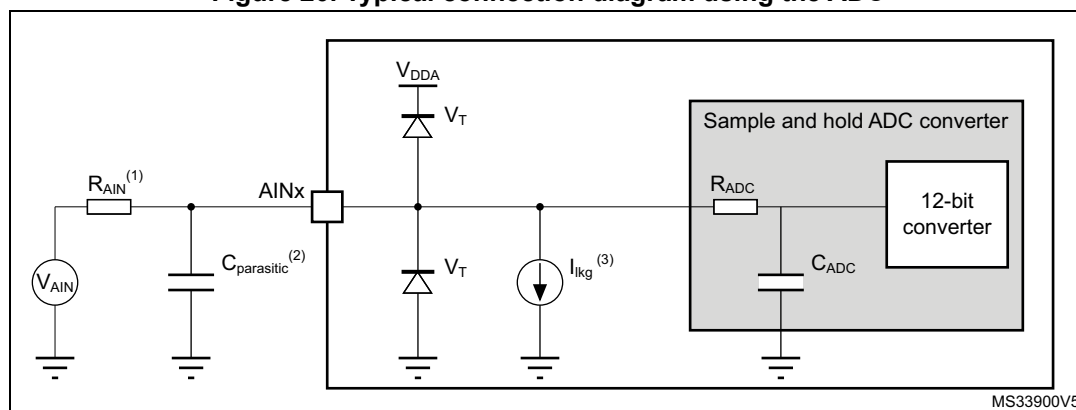 Figure 20. Typical connection diagram using the ADC
VDDA
VT
Sample and hold ADC converter
RAIN(1)
AINx
RADC
12-bit
converter
VAIN
Cparasitic(2)
VT
Ilkg(3)
CADC
MS33900V5